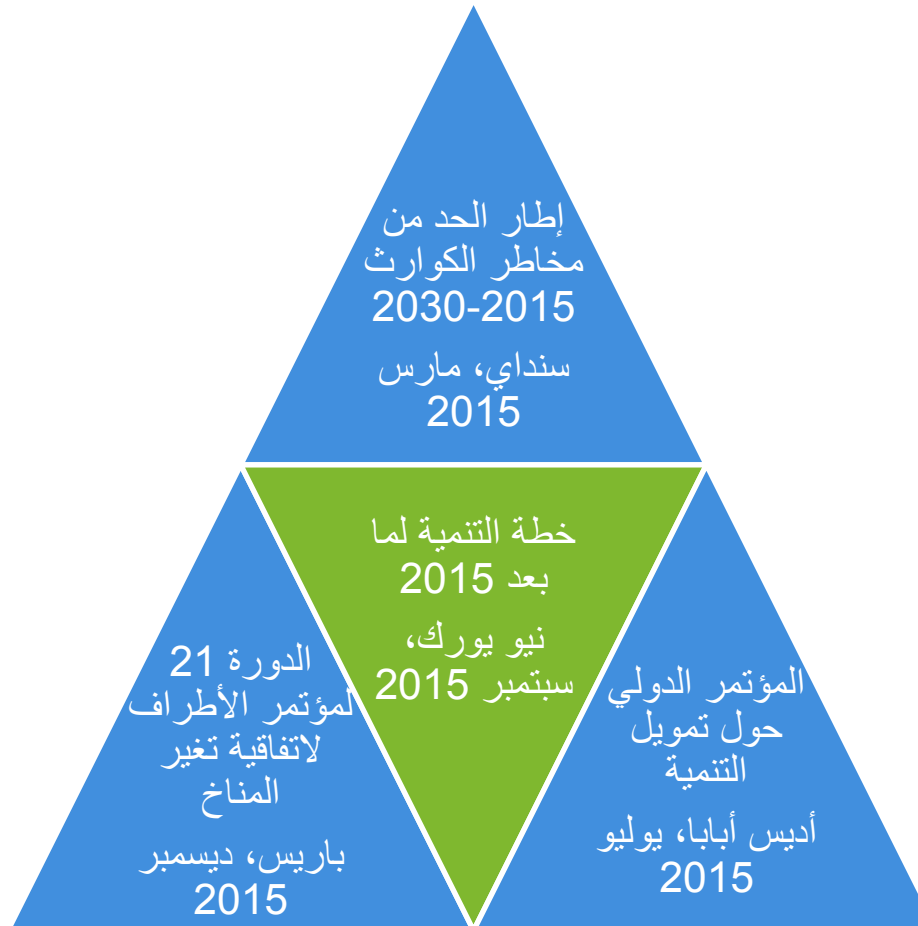 إطار الحد من
مخاطر الكوارث
2030-2015
سنداي، مارس
2015
خطة التنمية لما
بعد 2015
نيو يورك،
سبتمبر 2015
الدورة 21
لمؤتمر الأطراف
لاتفاقية تغير
المناخ
باريس، ديسمبر
2015
المؤتمر الدولي
حول تمويل
التنمية
أديس أبابا، يوليو
2015